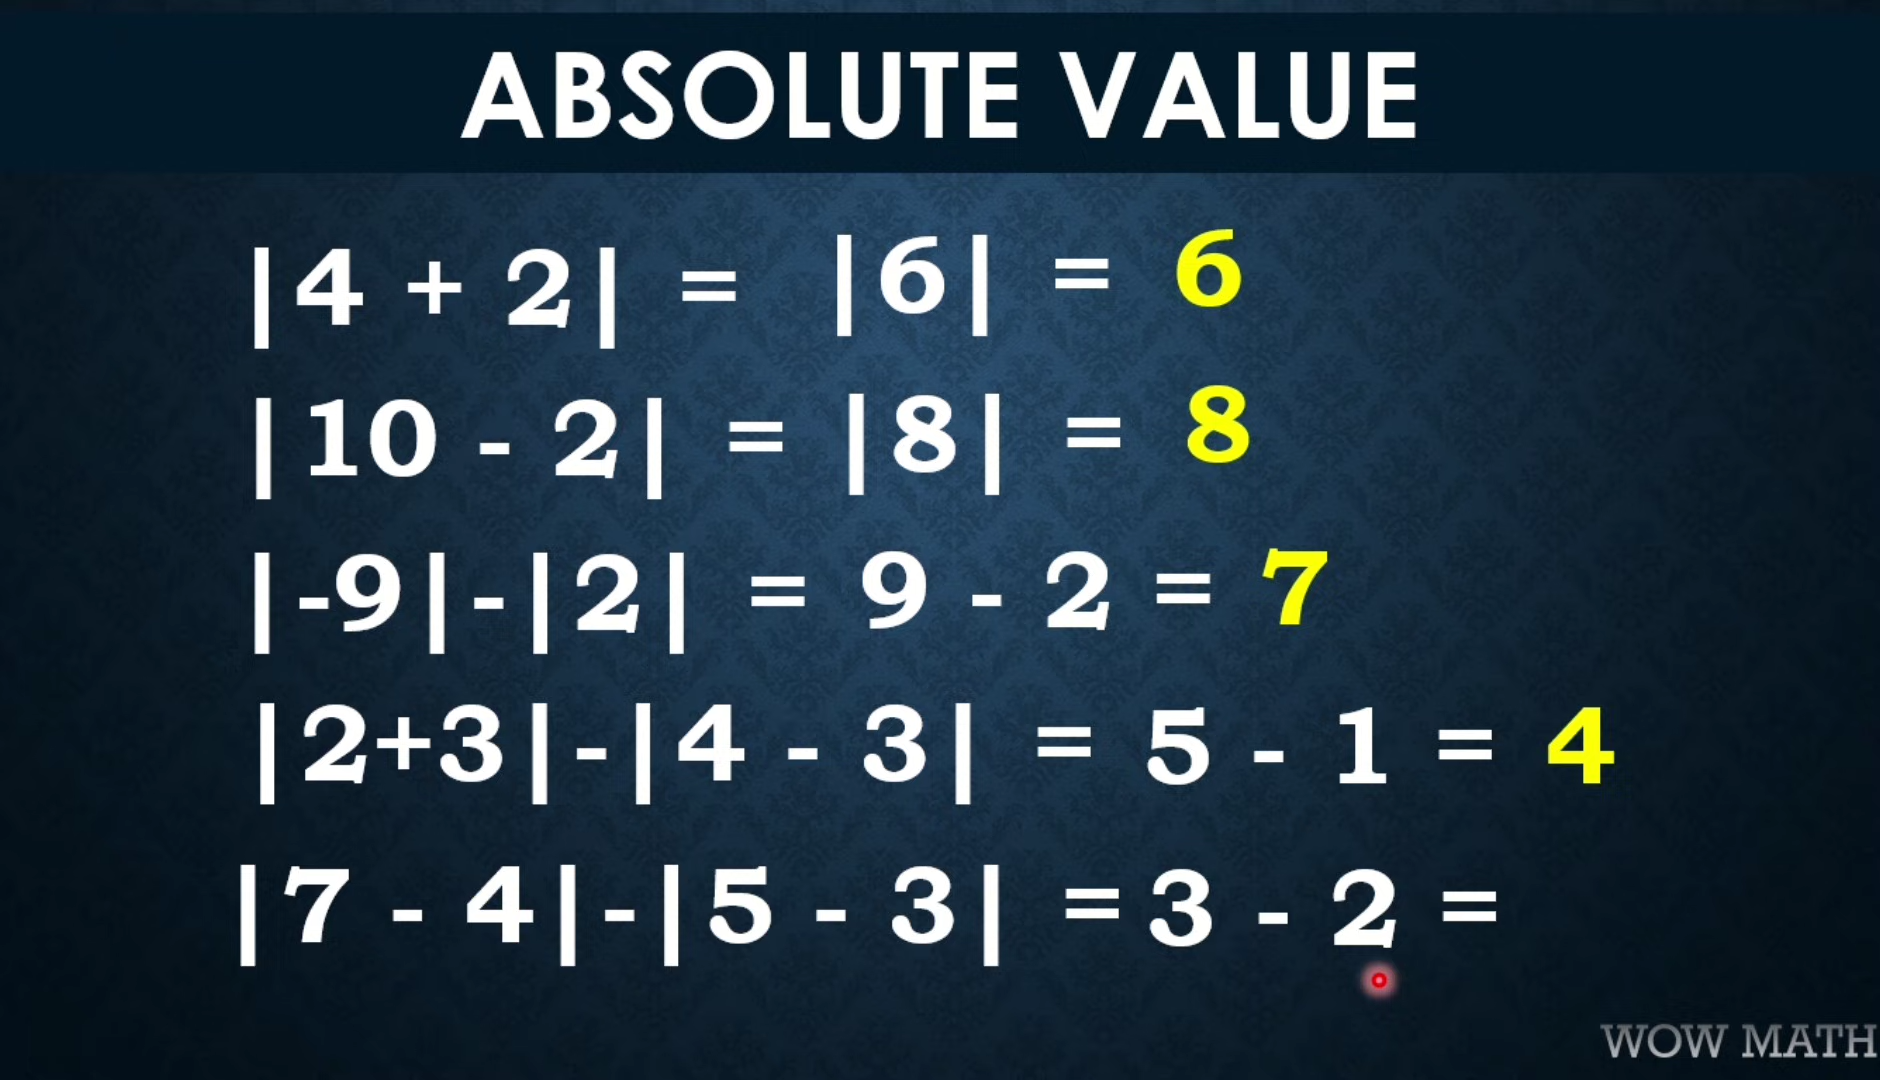 ABSOLUTE VALUE
|4 + 2| = |6| = 6
|10 - 2| = |8| = 8
|-9|-|2| = 9 - 2 = 7
|2+3|-|4 - 3| = 5 - 1 = 4
|7 - 4|-|5 - 3| = 3 - 2 =
WOW MATH